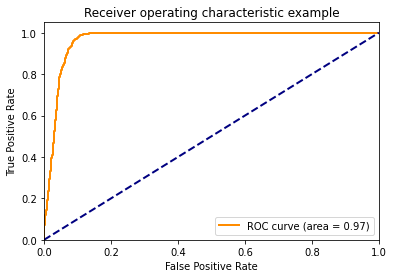 Receiver operating characteristic example
True Positive Rate
1.0
0.8
0.6
0.4
0.2
0.0
ROC curve (area = 0.97)
0.0 0.2 0.4 0.6 0.8 1.0
False Positive Rate